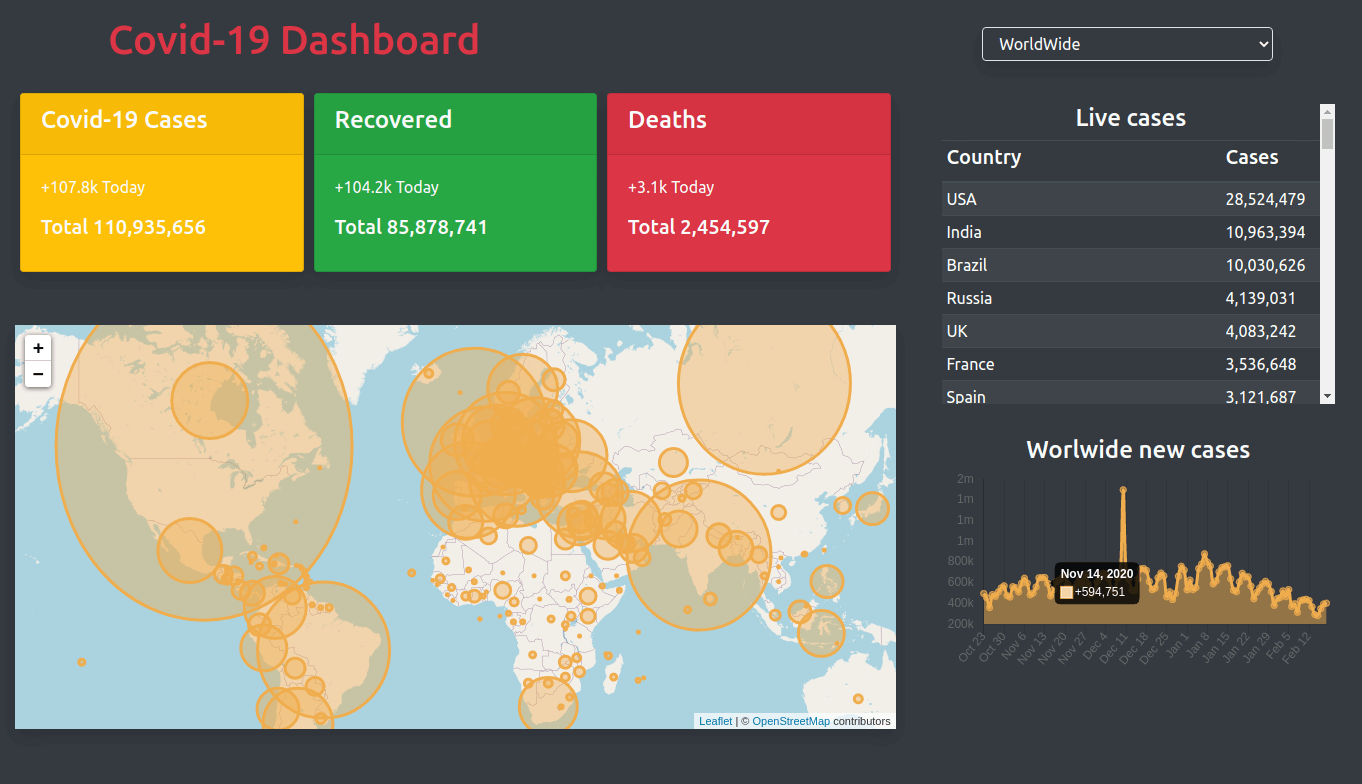 Covid-19 Dashboard
WorldWide
Covid-19 Cases
+107.8k Today
Total 110,935,656
Recovered
+104.2k Today
Total 85,878,741
Deaths
+3.1k Today
Total 2,454,597
+
−
Leaflet | © OpenStreetMap contributors
Live cases
Country Cases
USA 28,524,479
India 10,963,394
Brazil 10,030,626
Russia 4,139,031
UK 4,083,242
France 3,536,648
Spain 3,121,687
Worlwide new cases
2m
1m
1m
1m
800k
600k
400k
200k
Nov 14, 2020
+594,751
Oct 23
Oct 30
Nov 6
Nov 13
Nov 20
Nov 27
Dec 4
Dec 11
Dec 18
Dec 25
Jan 1
Jan 8
Jan 15
Jan 22
Jan 29
Feb 5
Feb 12